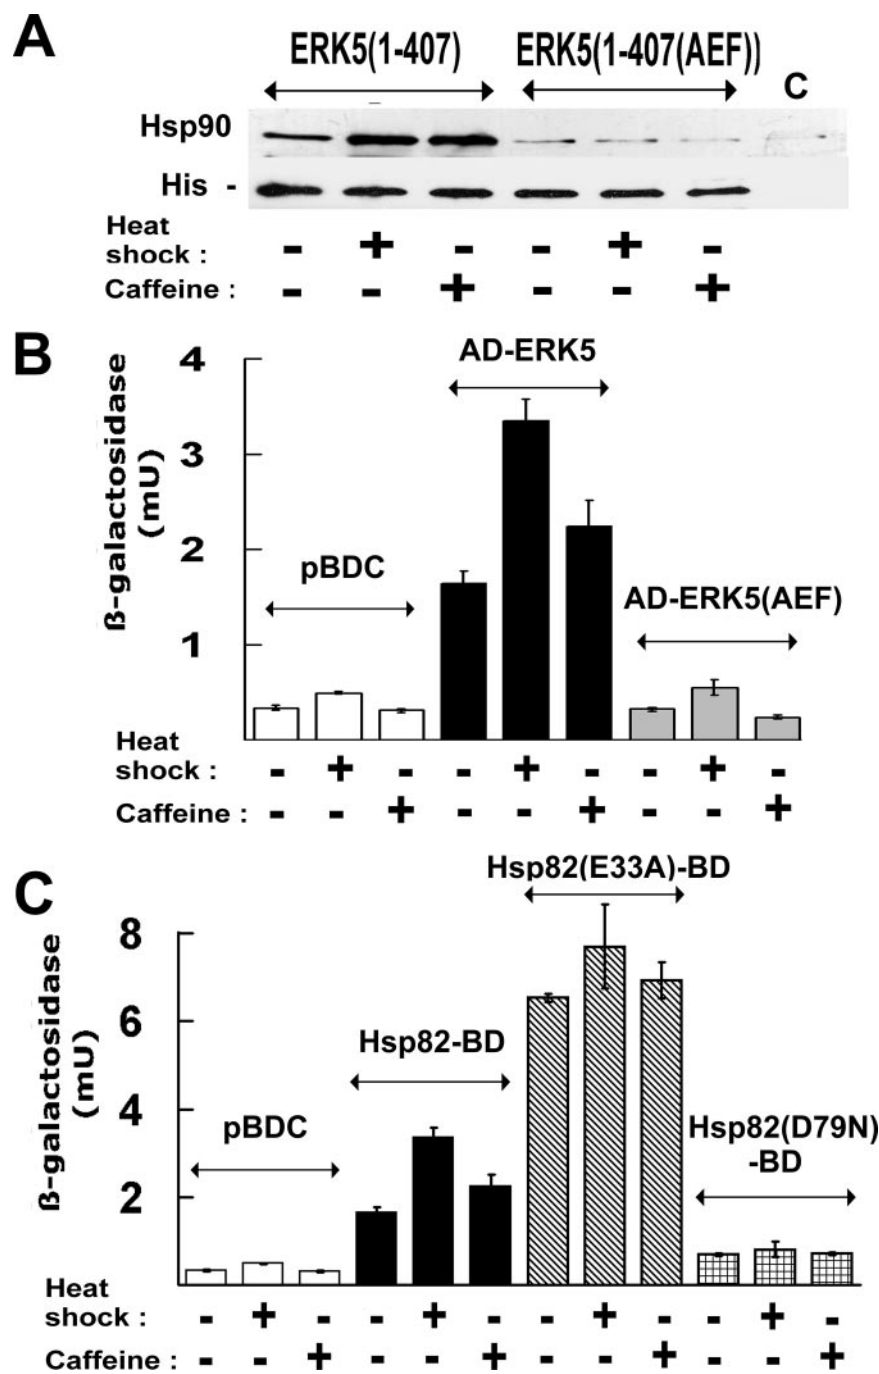 A
ERK5(1-407) ERK5(1-407(AEF)) C
Hsp90
His -
Heat
shock : - + - - + -
Caffeine : - - + - - +
B
AD-ERK5
4
3
2
1
ß-galactosidase
(mU)
pBDC
AD-ERK5(AEF)
Heat
shock : - + - - + - - + -
Caffeine : - - + - - + - - +
C
Hsp82(E33A)-BD
8
6
4
2
ß-galactosidase
(mU)
Hsp82-BD
pBDC
Hsp82(D79N)
-BD
Heat
shock : - + - - + - - + - - + -
Caffeine : - - + - - + - - + - - +